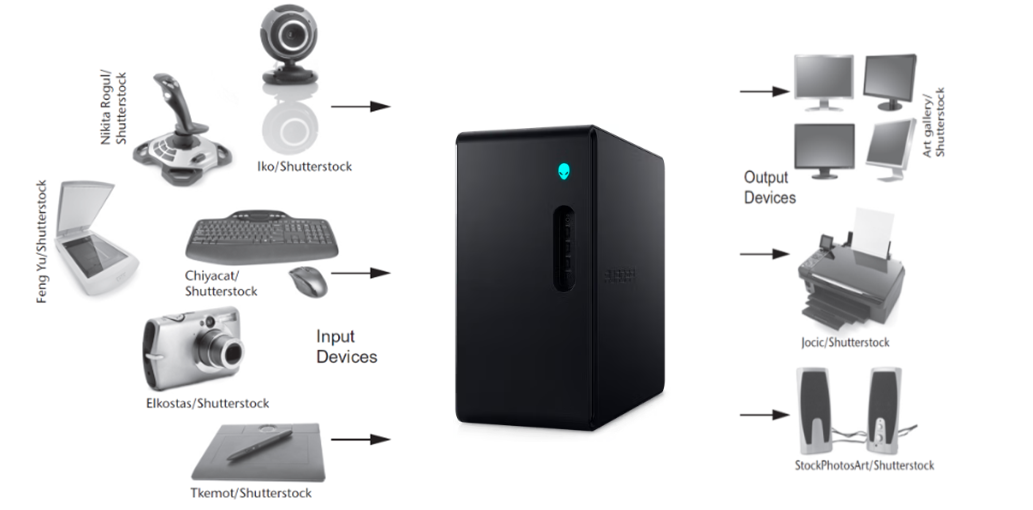 Nikita Rogul/
Shutterstock
Iko/Shutterstock
Feng Yu/Shutterstock
Chiyacat/
Shutterstock
Input
Devices
Elkostas/Shutterstock
Tkemot/Shutterstock
Art gallery/
Shutterstock
Output
Devices
Jocic/Shutterstock
StockPhotosArt/Shutterstock